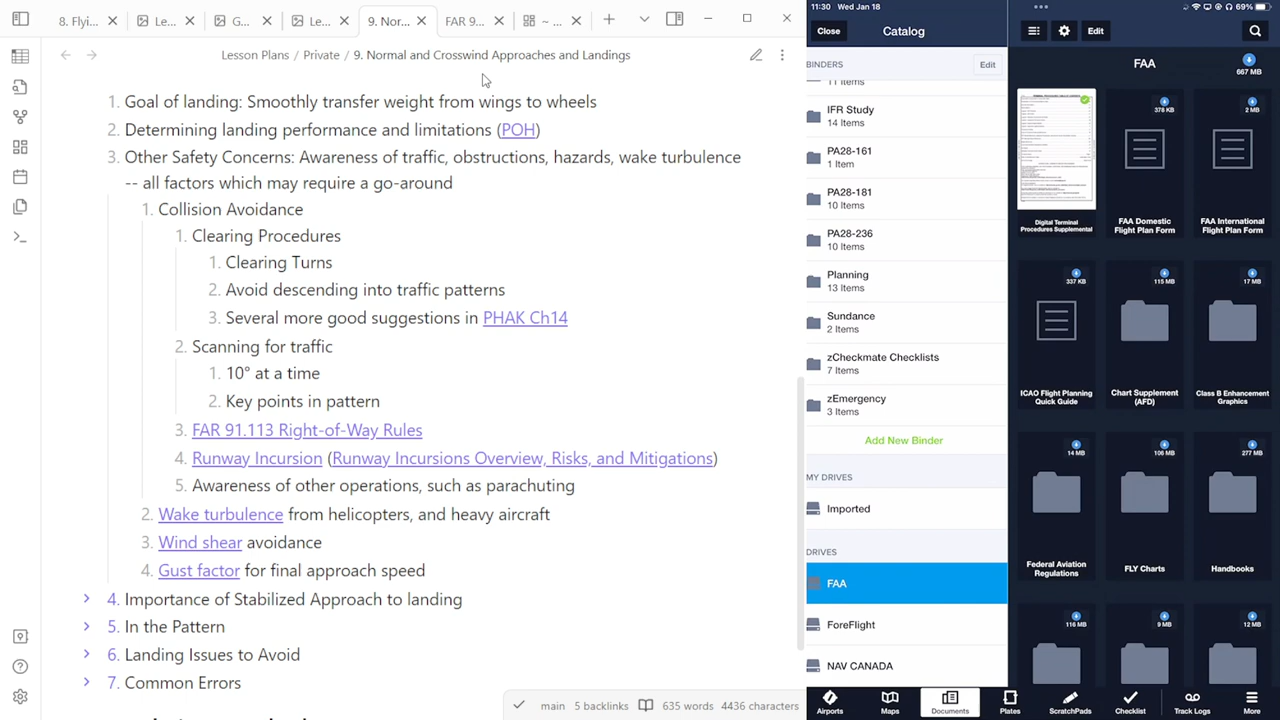 8. Flyi...
Le...
G...
Le...
9. Nor...
FAR 9...
~ ...
Lesson Plans / Private / 9. Normal and Crosswind Approaches and Landings
1. Goal of landing: Smoothly transfer weight from wings to wheels
2. Determining landing performance and limitations (POH)
3. Other Safety Concerns: Awareness of traffic, obstructions, hazards, wake turbulence
-- all factors which may lead to a go-around
1. Collision Avoidance
1. Clearing Procedures
1. Clearing Turns
2. Avoid descending into traffic patterns
3. Several more good suggestions in PHAK Ch14
2. Scanning for traffic
1. 10° at a time
2. Key points in pattern
3. FAR 91.113 Right-of-Way Rules
4. Runway Incursion (Runway Incursions Overview, Risks, and Mitigations)
5. Awareness of other operations, such as parachuting
2. Wake turbulence from helicopters, and heavy aircraft
3. Wind shear avoidance
4. Gust factor for final approach speed
4. Importance of Stabilized Approach to landing
5. In the Pattern
6. Landing Issues to Avoid
7. Common Errors
main 5 backlinks 635 words 4436 characters
11:30 Wed Jan 18
69%
Close Catalog
BINDERS Edit
11 Items
IFR Study
14 Items
PA28-161
1 Item
PA28-181
10 Items
PA28-236
10 Items
Planning
13 Items
Sundance
2 Items
zCheckmate Checklists
7 Items
zEmergency
3 Items
Add New Binder
MY DRIVES
Imported
DRIVES
FAA
ForeFlight
NAV CANADA
Edit
FAA
667 MB
378 KB
2 MB
Digital Terminal
Procedures Supplemental
FAA Domestic
Flight Plan Form
FAA International
Flight Plan Form
337 KB
115 MB
17 MB
ICAO Flight Planning
Quick Guide
Chart Supplement
(AFD)
Class B Enhancement
Graphics
14 MB
106 MB
277 MB
Federal Aviation
Regulations
FLY Charts
Handbooks
116 MB
9 MB
12 MB
Airports
Maps
Documents
Plates
ScratchPads
Checklist
Track Logs
More